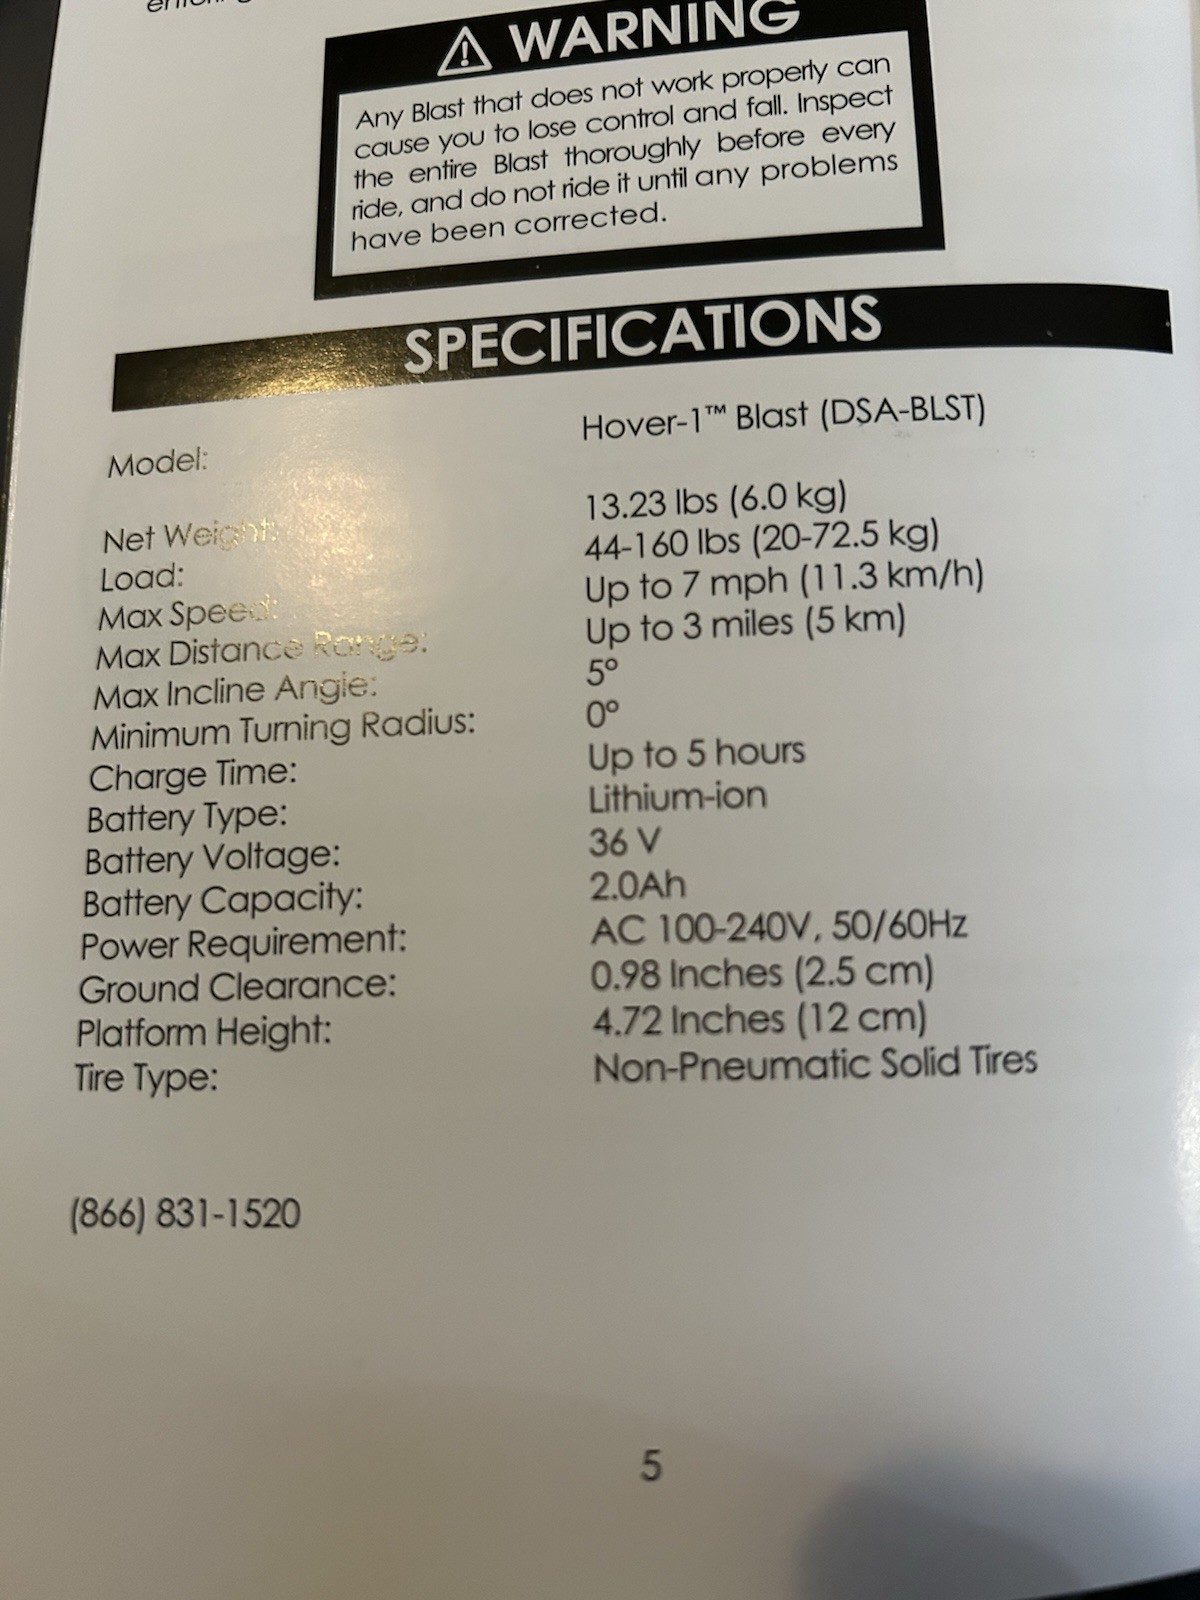 WARNING
Any Blast that does not work properly can
cause you to lose control and fall. Inspect
the entire Blast thoroughly before every
ride, and do not ride it until any problems
have been corrected.
SPECIFICATIONS
Model: Hover-1™ Blast (DSA-BLST)
Net Weight: 13.23 lbs (6.0 kg)
Load: 44-160 lbs (20-72.5 kg)
Max Speed: Up to 7 mph (11.3 km/h)
Max Distance Range: Up to 3 miles (5 km)
Max Incline Angle: 5°
Minimum Turning Radius: 0°
Charge Time: Up to 5 hours
Battery Type: Lithium-ion
Battery Voltage: 36 V
Battery Capacity: 2.0Ah
Power Requirement: AC 100-240V, 50/60Hz
Ground Clearance: 0.98 Inches (2.5 cm)
Platform Height: 4.72 Inches (12 cm)
Tire Type: Non-Pneumatic Solid Tires
(866) 831-1520
5